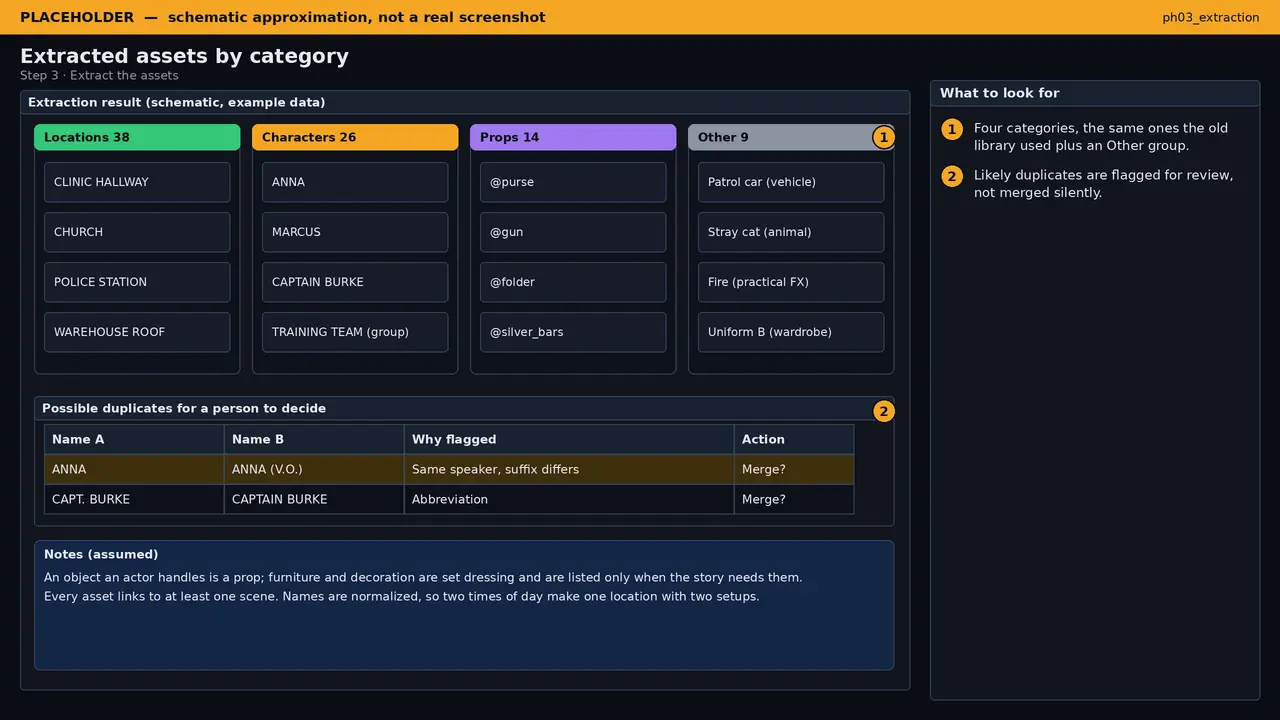 PLACEHOLDER — schematic approximation, not a real screenshot
ph03_extraction
Extracted assets by category
Step 3 · Extract the assets
Extraction result (schematic, example data)
Locations 38
CLINIC HALLWAY
CHURCH
POLICE STATION
WAREHOUSE ROOF
Characters 26
ANNA
MARCUS
CAPTAIN BURKE
TRAINING TEAM (group)
Props 14
@purse
@gun
@folder
@silver_bars
Other 9
1
Patrol car (vehicle)
Stray cat (animal)
Fire (practical FX)
Uniform B (wardrobe)
Possible duplicates for a person to decide
2
Name A Name B Why flagged Action
ANNA ANNA (V.O.) Same speaker, suffix differs Merge?
CAPT. BURKE CAPTAIN BURKE Abbreviation Merge?
Notes (assumed)
An object an actor handles is a prop; furniture and decoration are set dressing and are listed only when the story needs them.
Every asset links to at least one scene. Names are normalized, so two times of day make one location with two setups.
What to look for
1 Four categories, the same ones the old
library used plus an Other group.
2 Likely duplicates are flagged for review,
not merged silently.